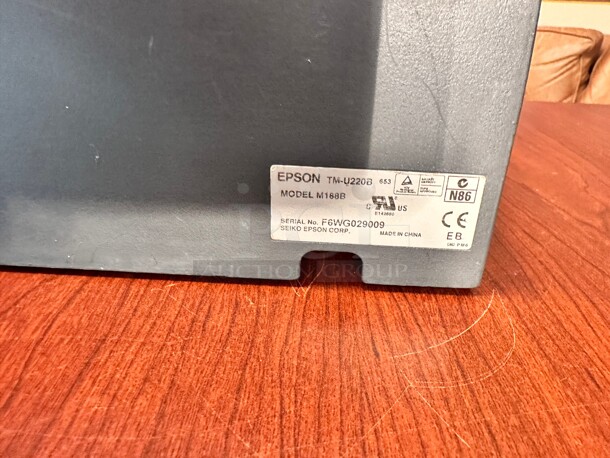 EPSON TM-U220B 653
MODEL M188B
C UL US
N86
SERIAL No. F6WG029009
SEIKO EPSON CORP. MADE IN CHINA
CE
EB
AUCTION GROUP